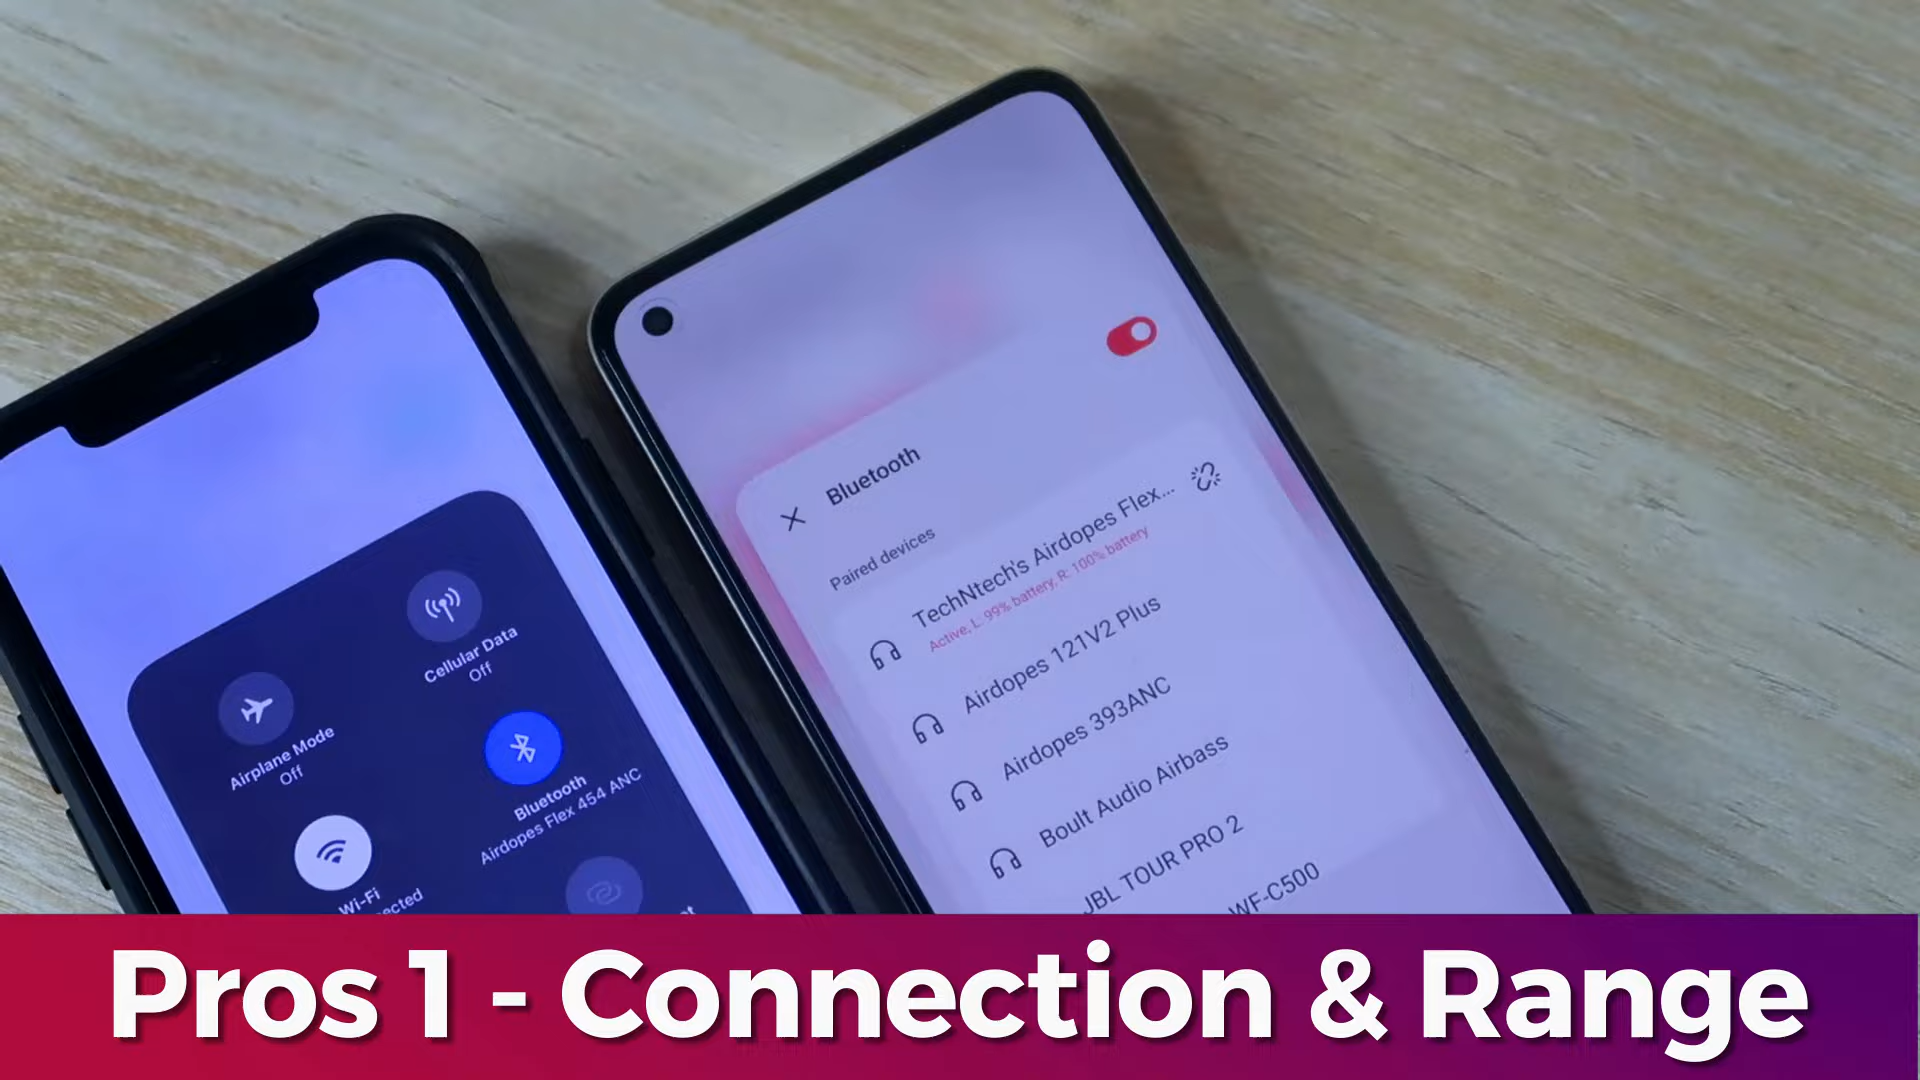 Airplane Mode
Off
Cellular Data
Off
Wi-Fi
Bluetooth
Airdopes Flex 454 ANC
Bluetooth
Paired devices
TechNtech's Airdopes Flex...
Active, L: 99% battery, R: 100% battery
Airdopes 121V2 Plus
Airdopes 393ANC
Boult Audio Airbass
JBL TOUR PRO 2
WF-C500
Pros 1 - Connection & Range